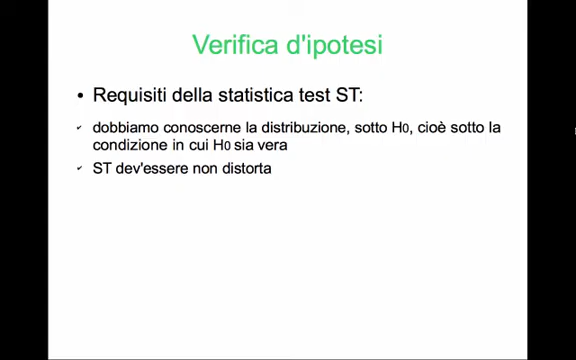 Verifica d'ipotesi
• Requisiti della statistica test ST:
✓ dobbiamo conoscerne la distribuzione, sotto H0, cioè sotto la
condizione in cui H0 sia vera
✓ ST dev'essere non distorta